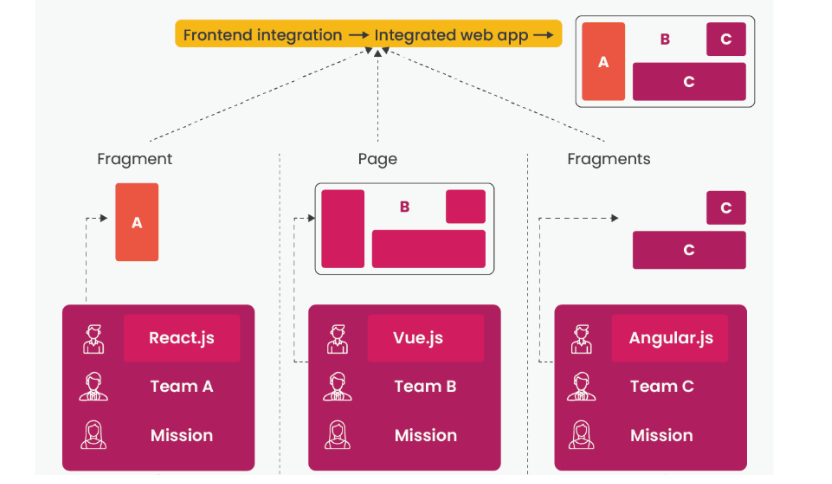 Frontend integration → Integrated web app →
A
B
C
C
Fragment
Page
Fragments
A
B
C
C
React.js
Team A
Mission
Vue.js
Team B
Mission
Angular.js
Team C
Mission